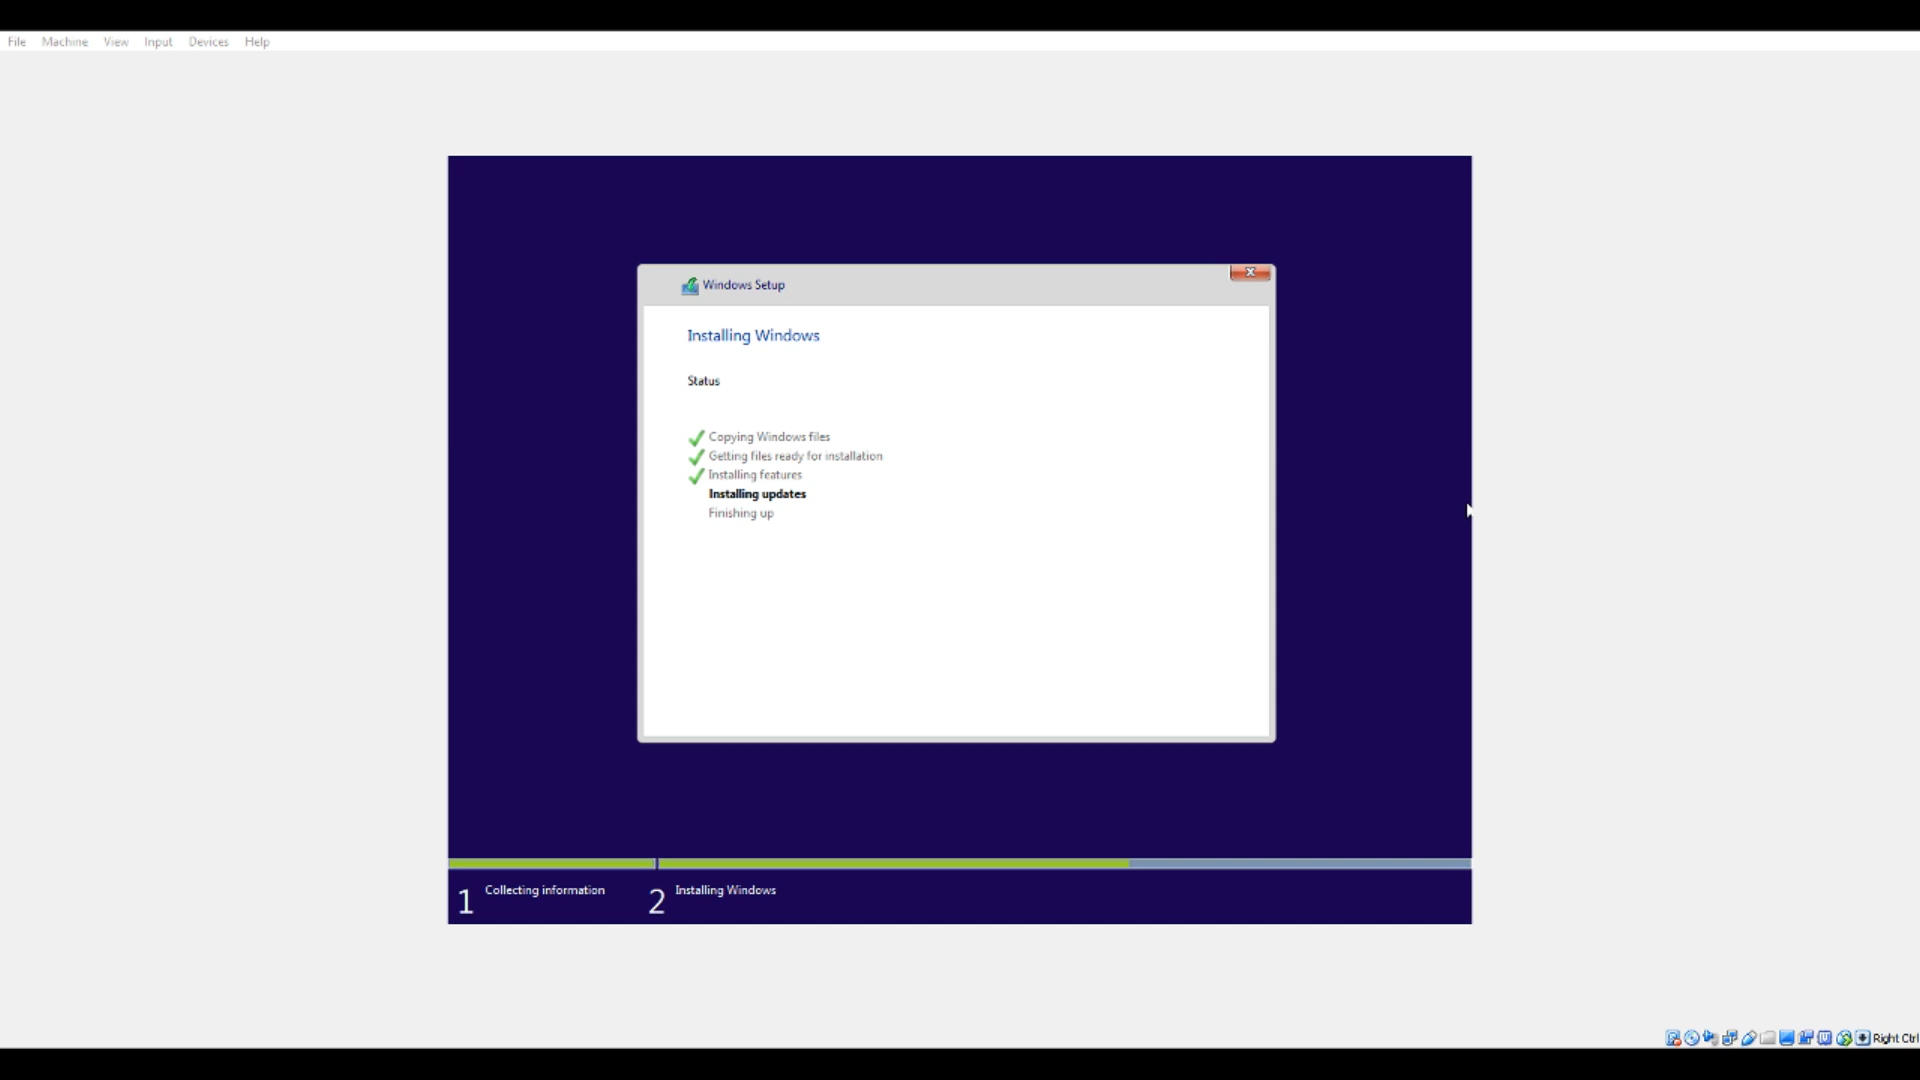 File Machine View Input Devices Help
Windows Setup
Installing Windows
Status
Copying Windows files
Getting files ready for installation
Installing features
Installing updates
Finishing up
1 Collecting information 2 Installing Windows
Right Ctrl